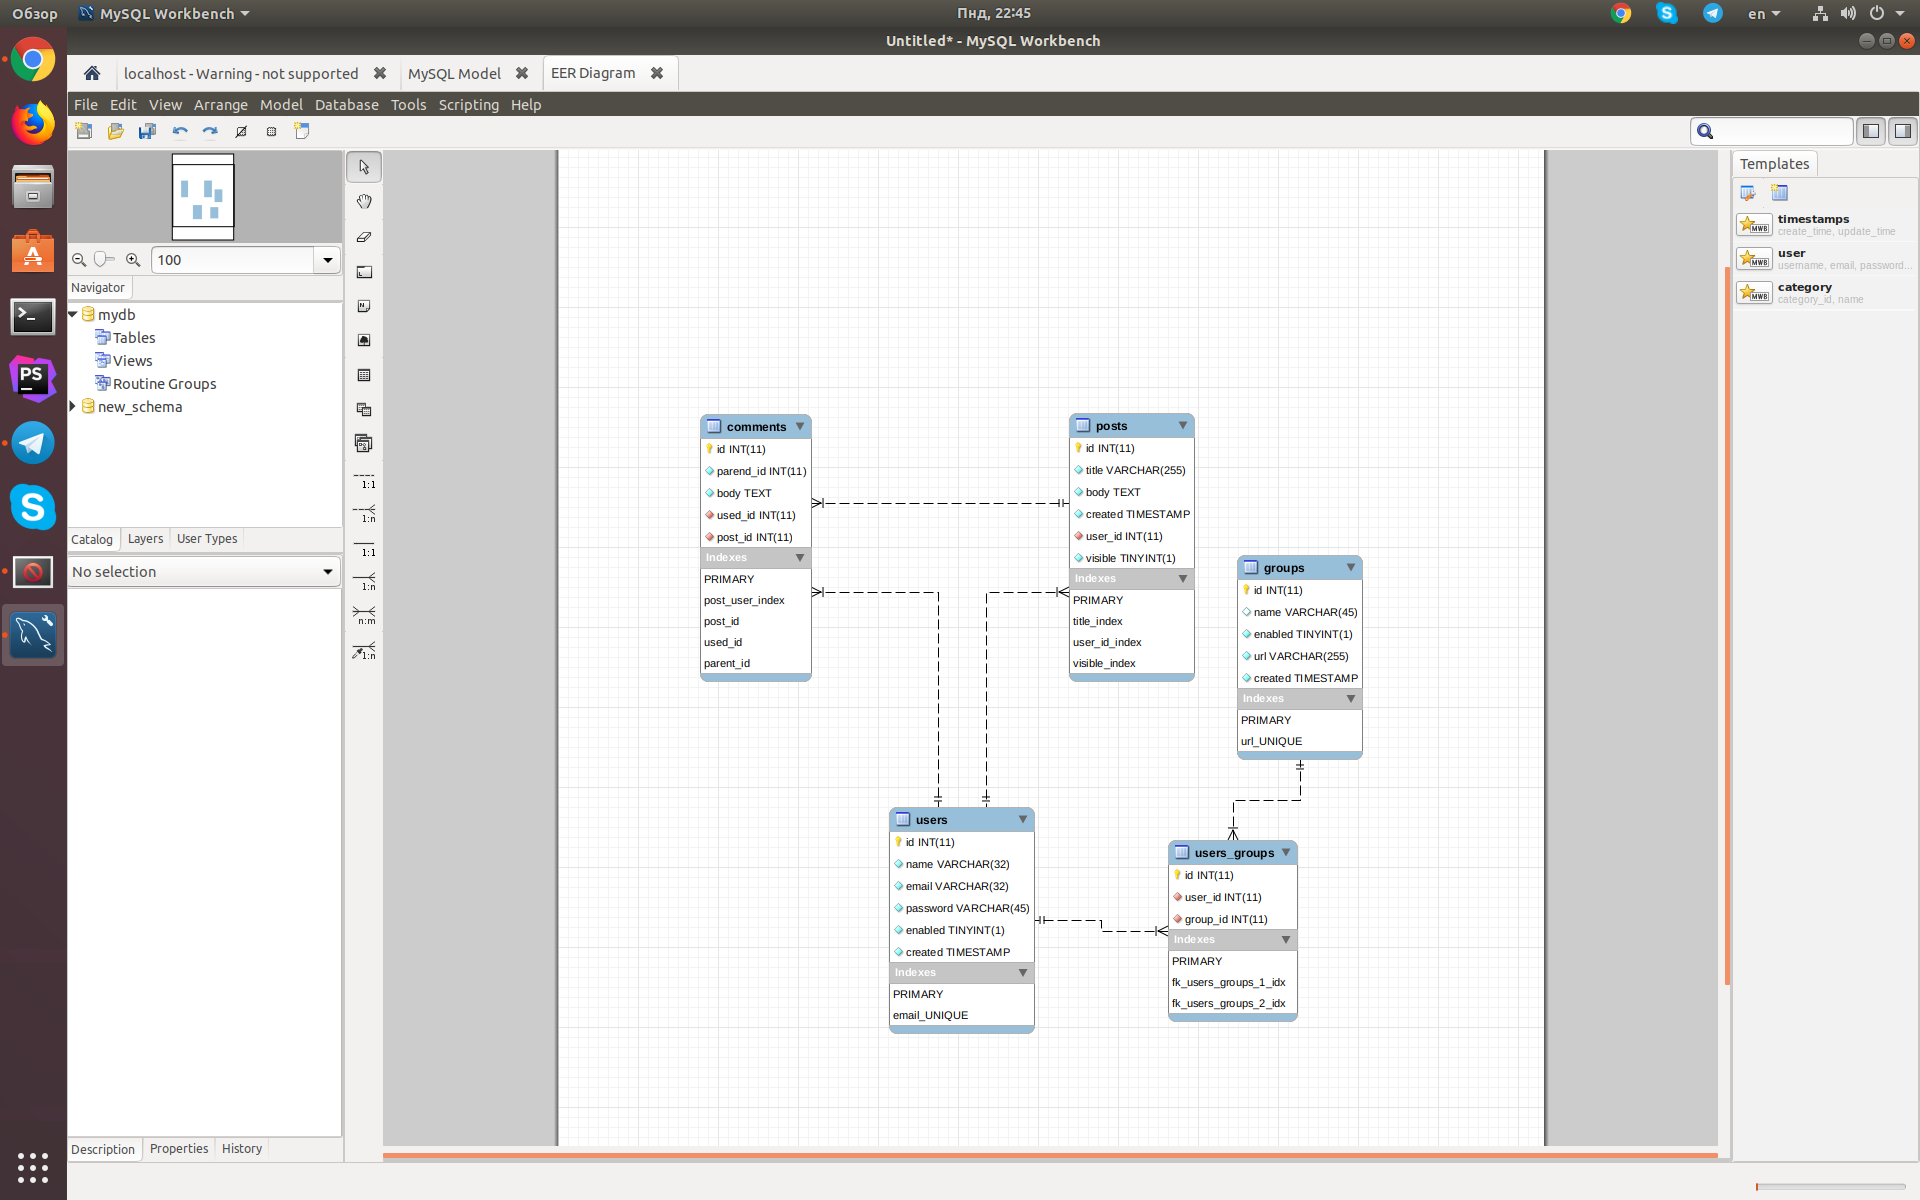 Обзор
MySQL Workbench
Пнд, 22:45
en
Untitled* - MySQL Workbench
localhost - Warning - not supported
MySQL Model
EER Diagram
File Edit View Arrange Model Database Tools Scripting Help
100
Navigator
mydb
Tables
Views
Routine Groups
new_schema
Catalog Layers User Types
No selection
Description Properties History
1:1
1:n
1:1
1:n
n:m
1:n
comments
id INT(11)
parend_id INT(11)
body TEXT
used_id INT(11)
post_id INT(11)
Indexes
PRIMARY
post_user_index
post_id
used_id
parent_id
posts
id INT(11)
title VARCHAR(255)
body TEXT
created TIMESTAMP
user_id INT(11)
visible TINYINT(1)
Indexes
PRIMARY
title_index
user_id_index
visible_index
groups
id INT(11)
name VARCHAR(45)
enabled TINYINT(1)
url VARCHAR(255)
created TIMESTAMP
Indexes
PRIMARY
url_UNIQUE
users
id INT(11)
name VARCHAR(32)
email VARCHAR(32)
password VARCHAR(45)
enabled TINYINT(1)
created TIMESTAMP
Indexes
PRIMARY
email_UNIQUE
users_groups
id INT(11)
user_id INT(11)
group_id INT(11)
Indexes
PRIMARY
fk_users_groups_1_idx
fk_users_groups_2_idx
Templates
MWB
timestamps
create_time, update_time
MWB
user
username, email, password...
MWB
category
category_id, name
PS